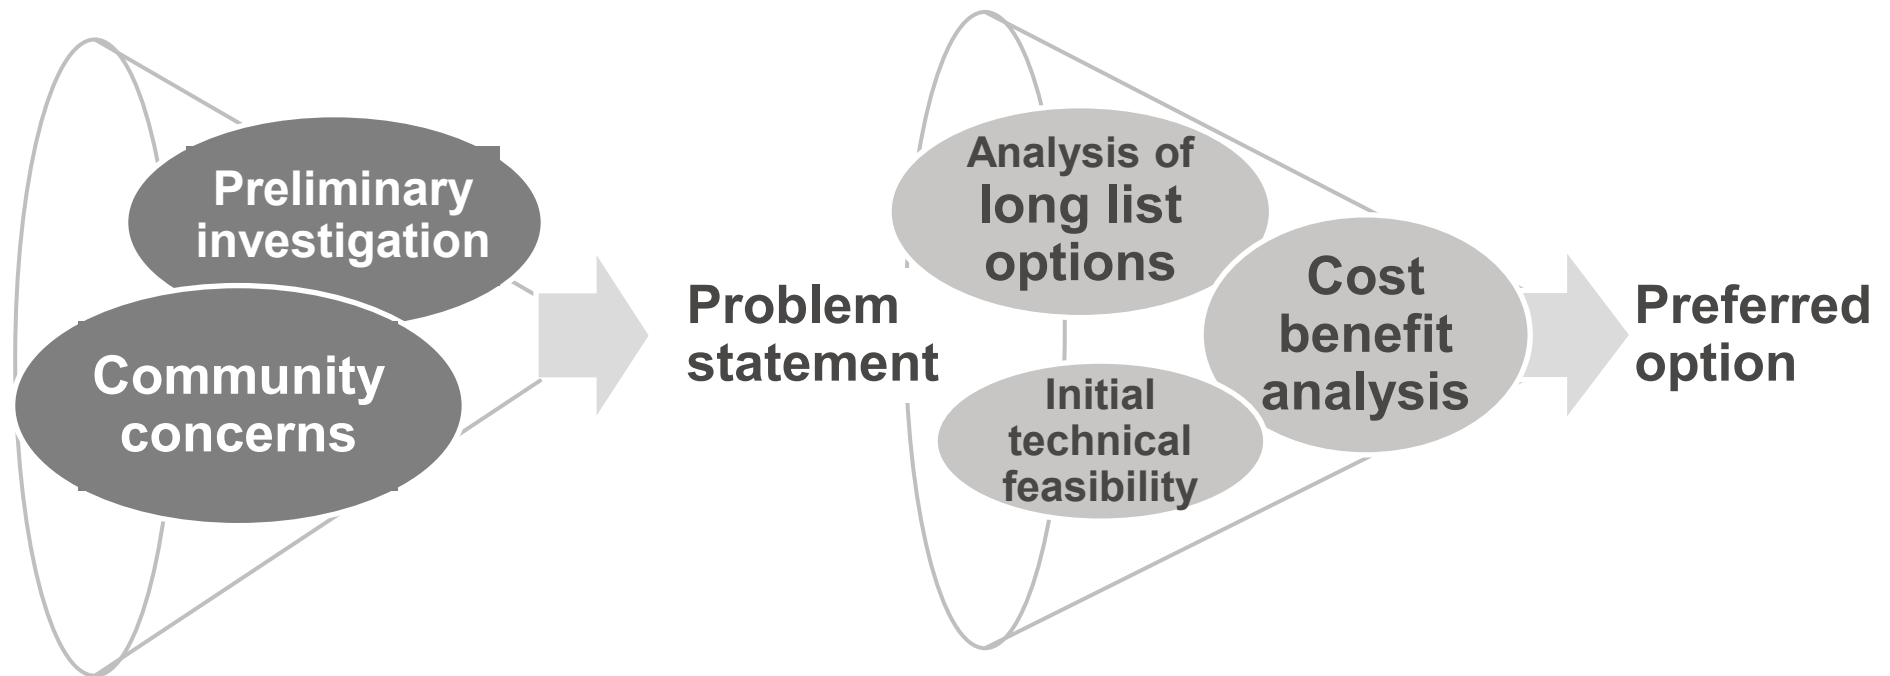 Preliminary
investigation
Community
concerns
Problem
statement
Analysis of
long list
options
Initial
technical
feasibility
Cost
benefit
analysis
Preferred
option